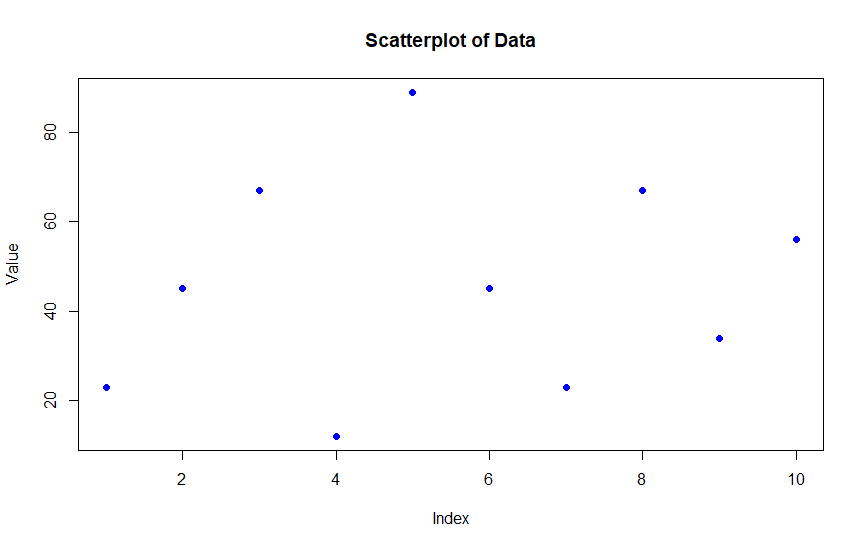 Scatterplot of Data
Value
80
60
40
20
2 4 6 8 10
Index